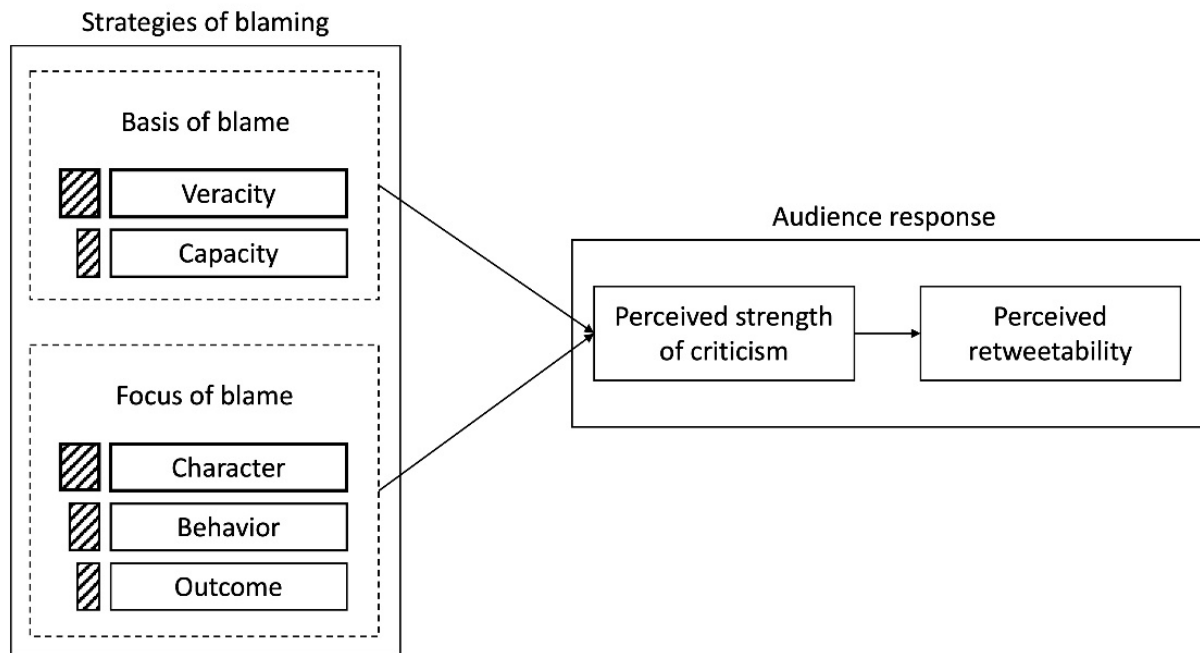 Strategies of blaming
Basis of blame
Veracity
Capacity
Focus of blame
Character
Behavior
Outcome
Audience response
Perceived strength
of criticism
Perceived
retweetability